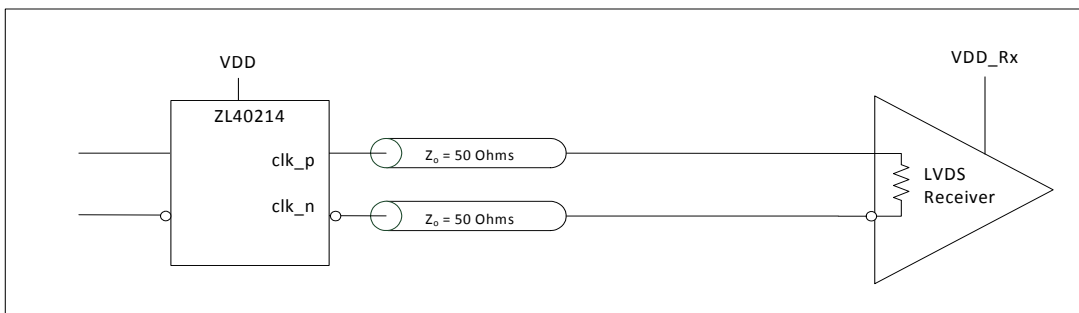 VDD
VDD_Rx
ZL40214
clk_p
Zo = 50 Ohms
LVDS
Receiver
clk_n
Zo = 50 Ohms